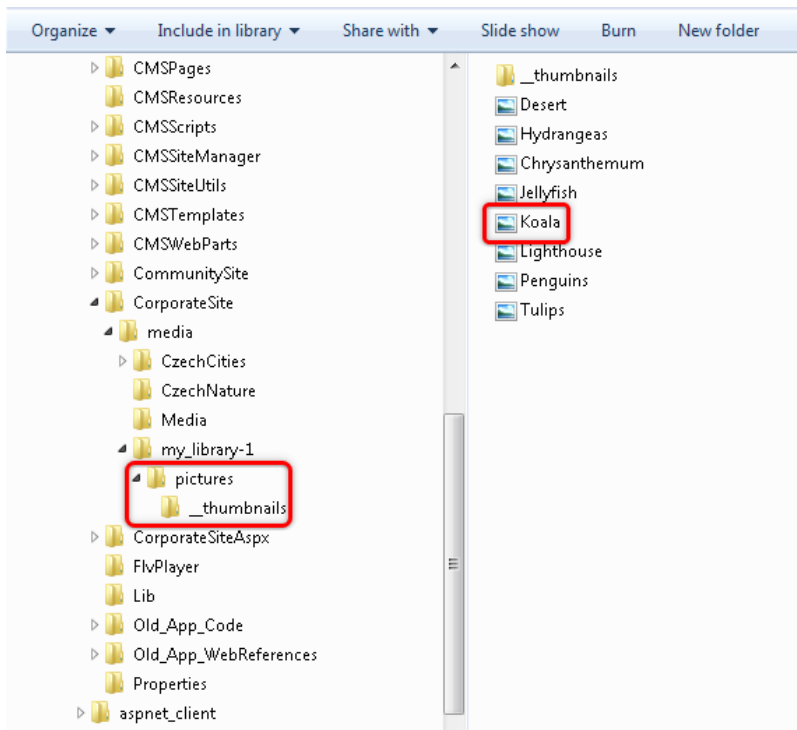 Organize Include in library Share with Slide show Burn New folder
CMSPages
CMSResources
CMSScripts
CMSSiteManager
CMSSiteUtils
CMSTemplates
CMSWebParts
CommunitySite
CorporateSite
media
CzechCities
CzechNature
Media
my_library-1
pictures
__thumbnails
CorporateSiteAspx
FlvPlayer
Lib
Old_App_Code
Old_App_WebReferences
Properties
aspnet_client
__thumbnails
Desert
Hydrangeas
Chrysanthemum
Jellyfish
Koala
Lighthouse
Penguins
Tulips